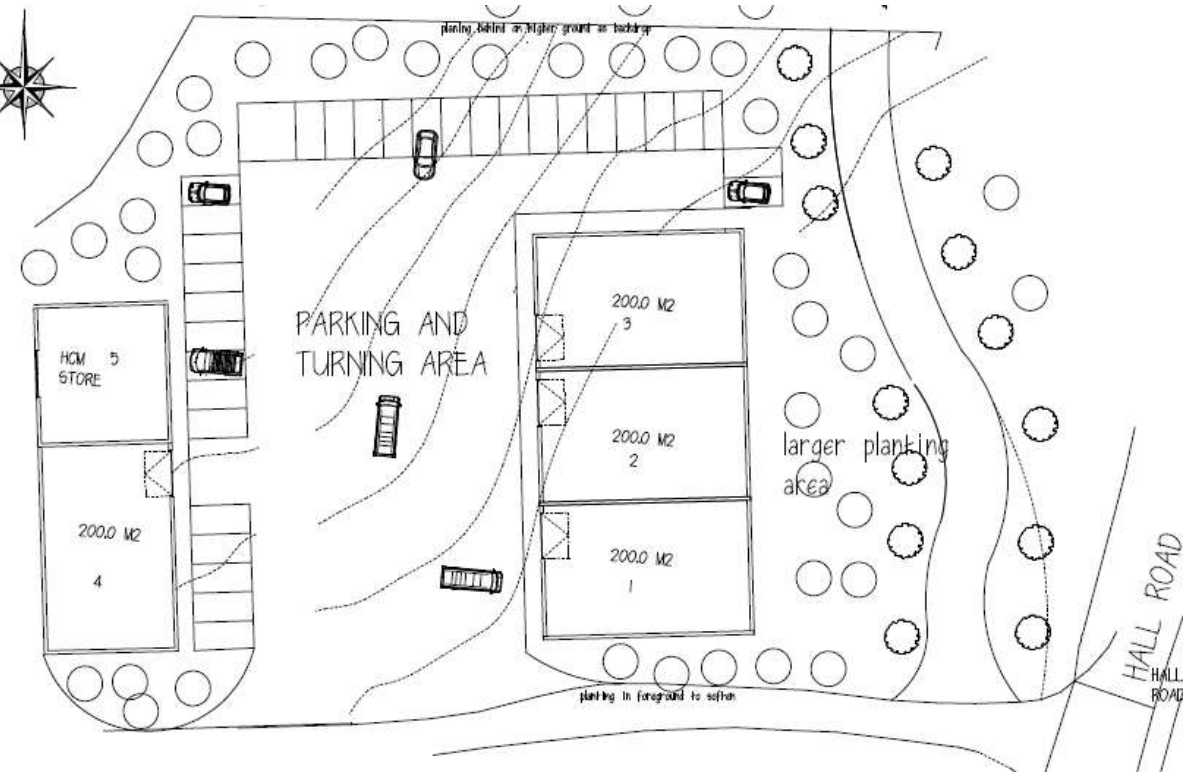 planing behind on higher ground as backdrop
PARKING AND
TURNING AREA
200.0 M2
3
HCM 5
STORE
200.0 M2
2
larger planting
area
200.0 M2
4
200.0 M2
1
HALL ROAD
HALL
ROAD
planting in foreground to soften